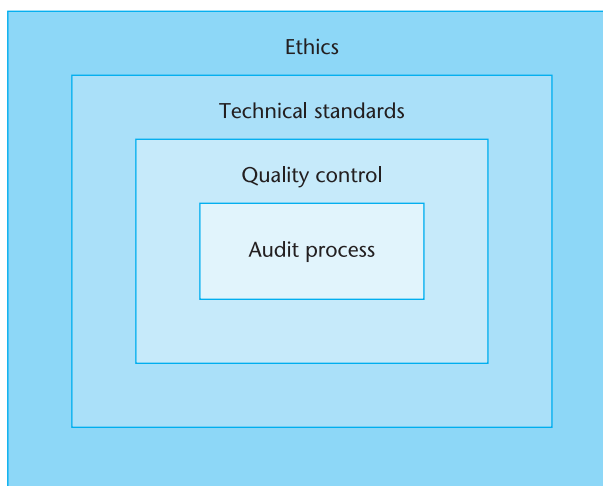 Ethics
Technical standards
Quality control
Audit process